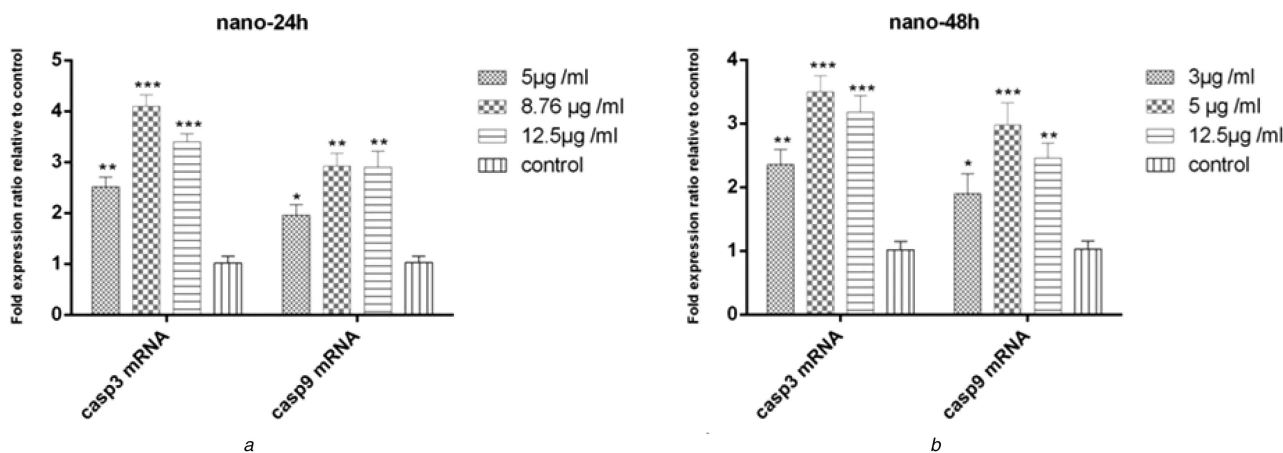 nano-24h
Fold expression ratio relative to control
5
4
3
2
1
0
**
***
***
*
**
**
casp3 mRNA
casp9 mRNA
5µg /ml
8.76 µg /ml
12.5µg /ml
control
a
nano-48h
Fold expression ratio relative to control
4
3
2
1
0
**
***
***
*
***
**
casp3 mRNA
casp9 mRNA
3µg /ml
5 µg /ml
12.5µg /ml
control
b